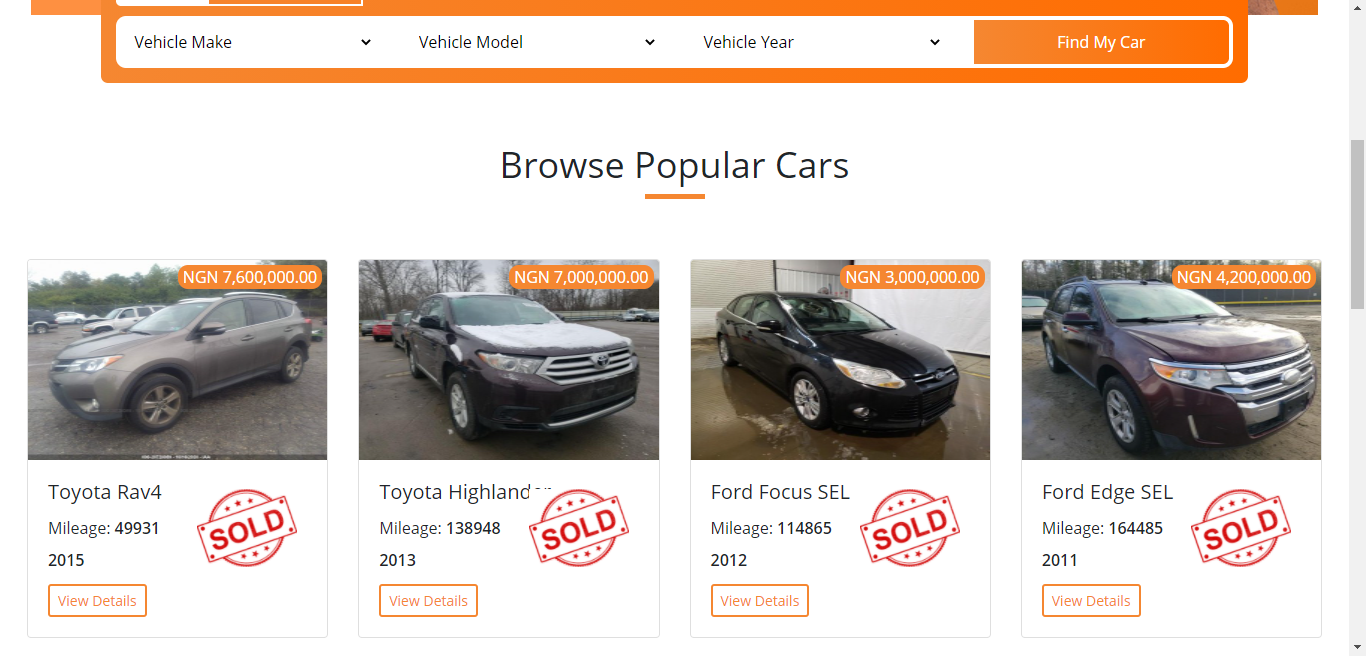 Vehicle Make
Vehicle Model
Vehicle Year
Find My Car
Browse Popular Cars
NGN 7,600,000.00
NGN 7,000,000.00
NGN 3,000,000.00
NGN 4,200,000.00
Toyota Rav4
Mileage: 49931
2015
SOLD
View Details
Toyota Highlander
Mileage: 138948
2013
SOLD
View Details
Ford Focus SEL
Mileage: 114865
2012
SOLD
View Details
Ford Edge SEL
Mileage: 164485
2011
SOLD
View Details